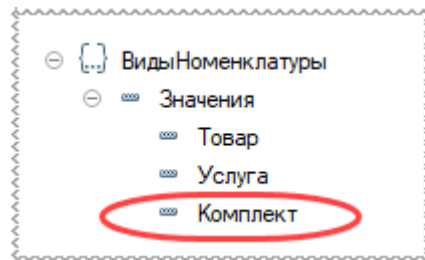 ВидыНоменклатуры
Значения
Товар
Услуга
Комплект